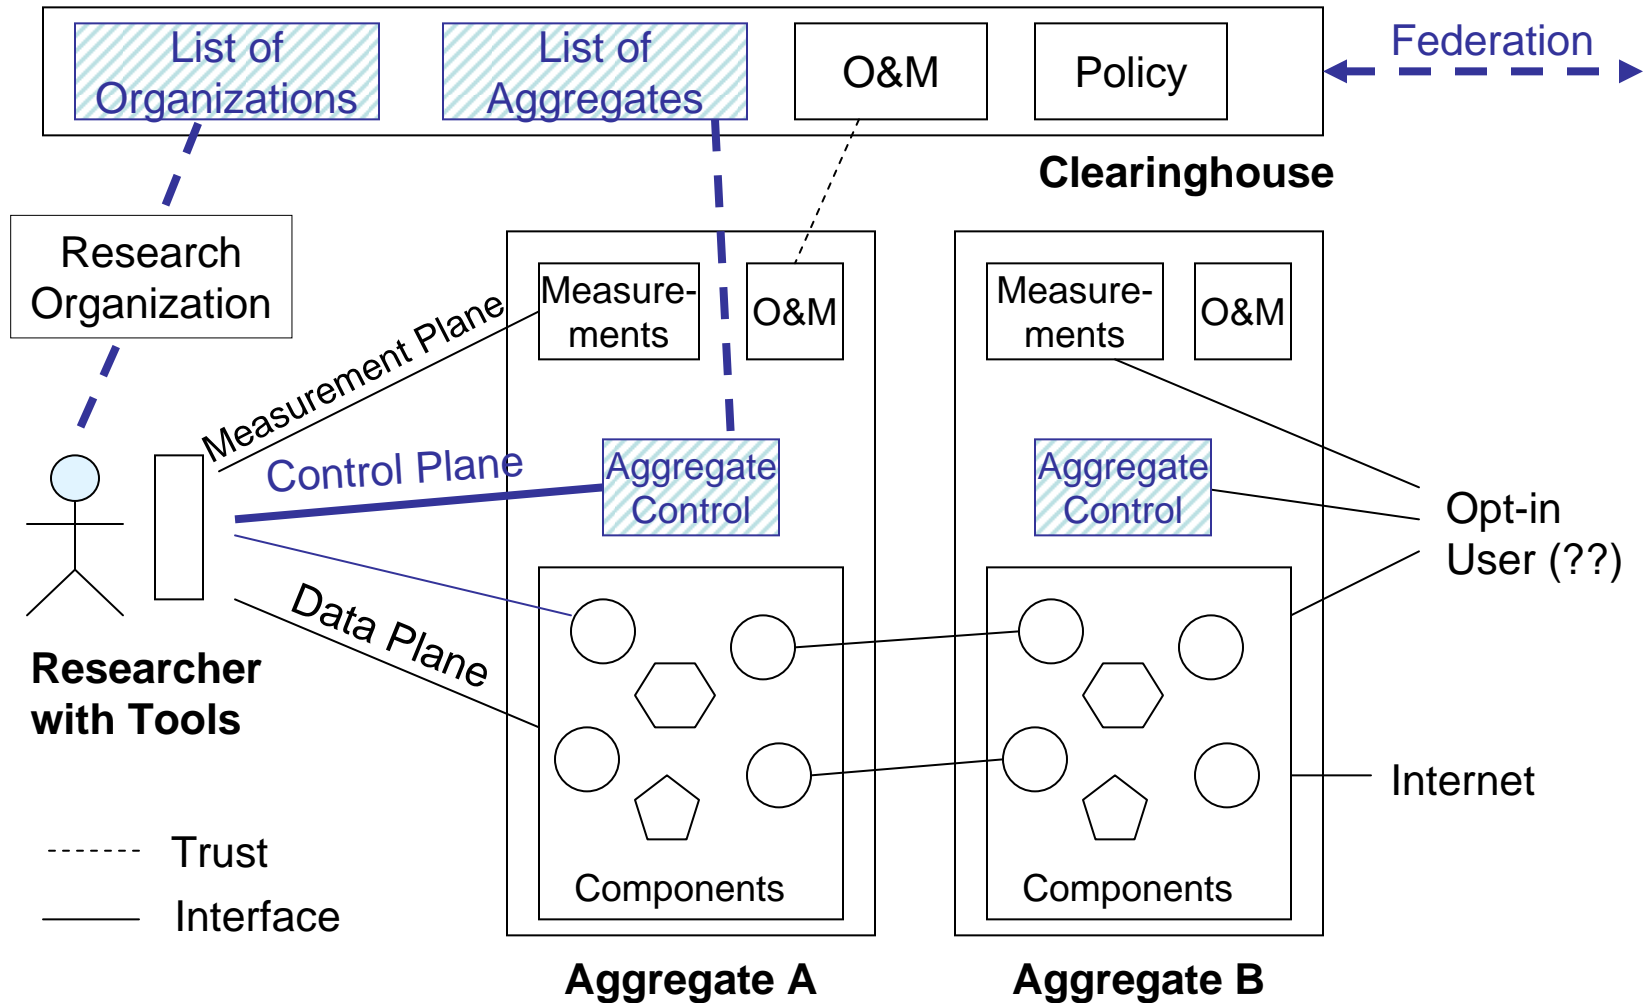 List of
Organizations
List of
Aggregates
O&M
Policy
Federation
Clearinghouse
Research
Organization
Measure-
ments
O&M
Measure-
ments
O&M
Measurement Plane
Control Plane
Aggregate
Control
Aggregate
Control
Opt-in
User (??)
Data Plane
Researcher
with Tools
Internet
Trust
Interface
Components
Components
Aggregate A
Aggregate B